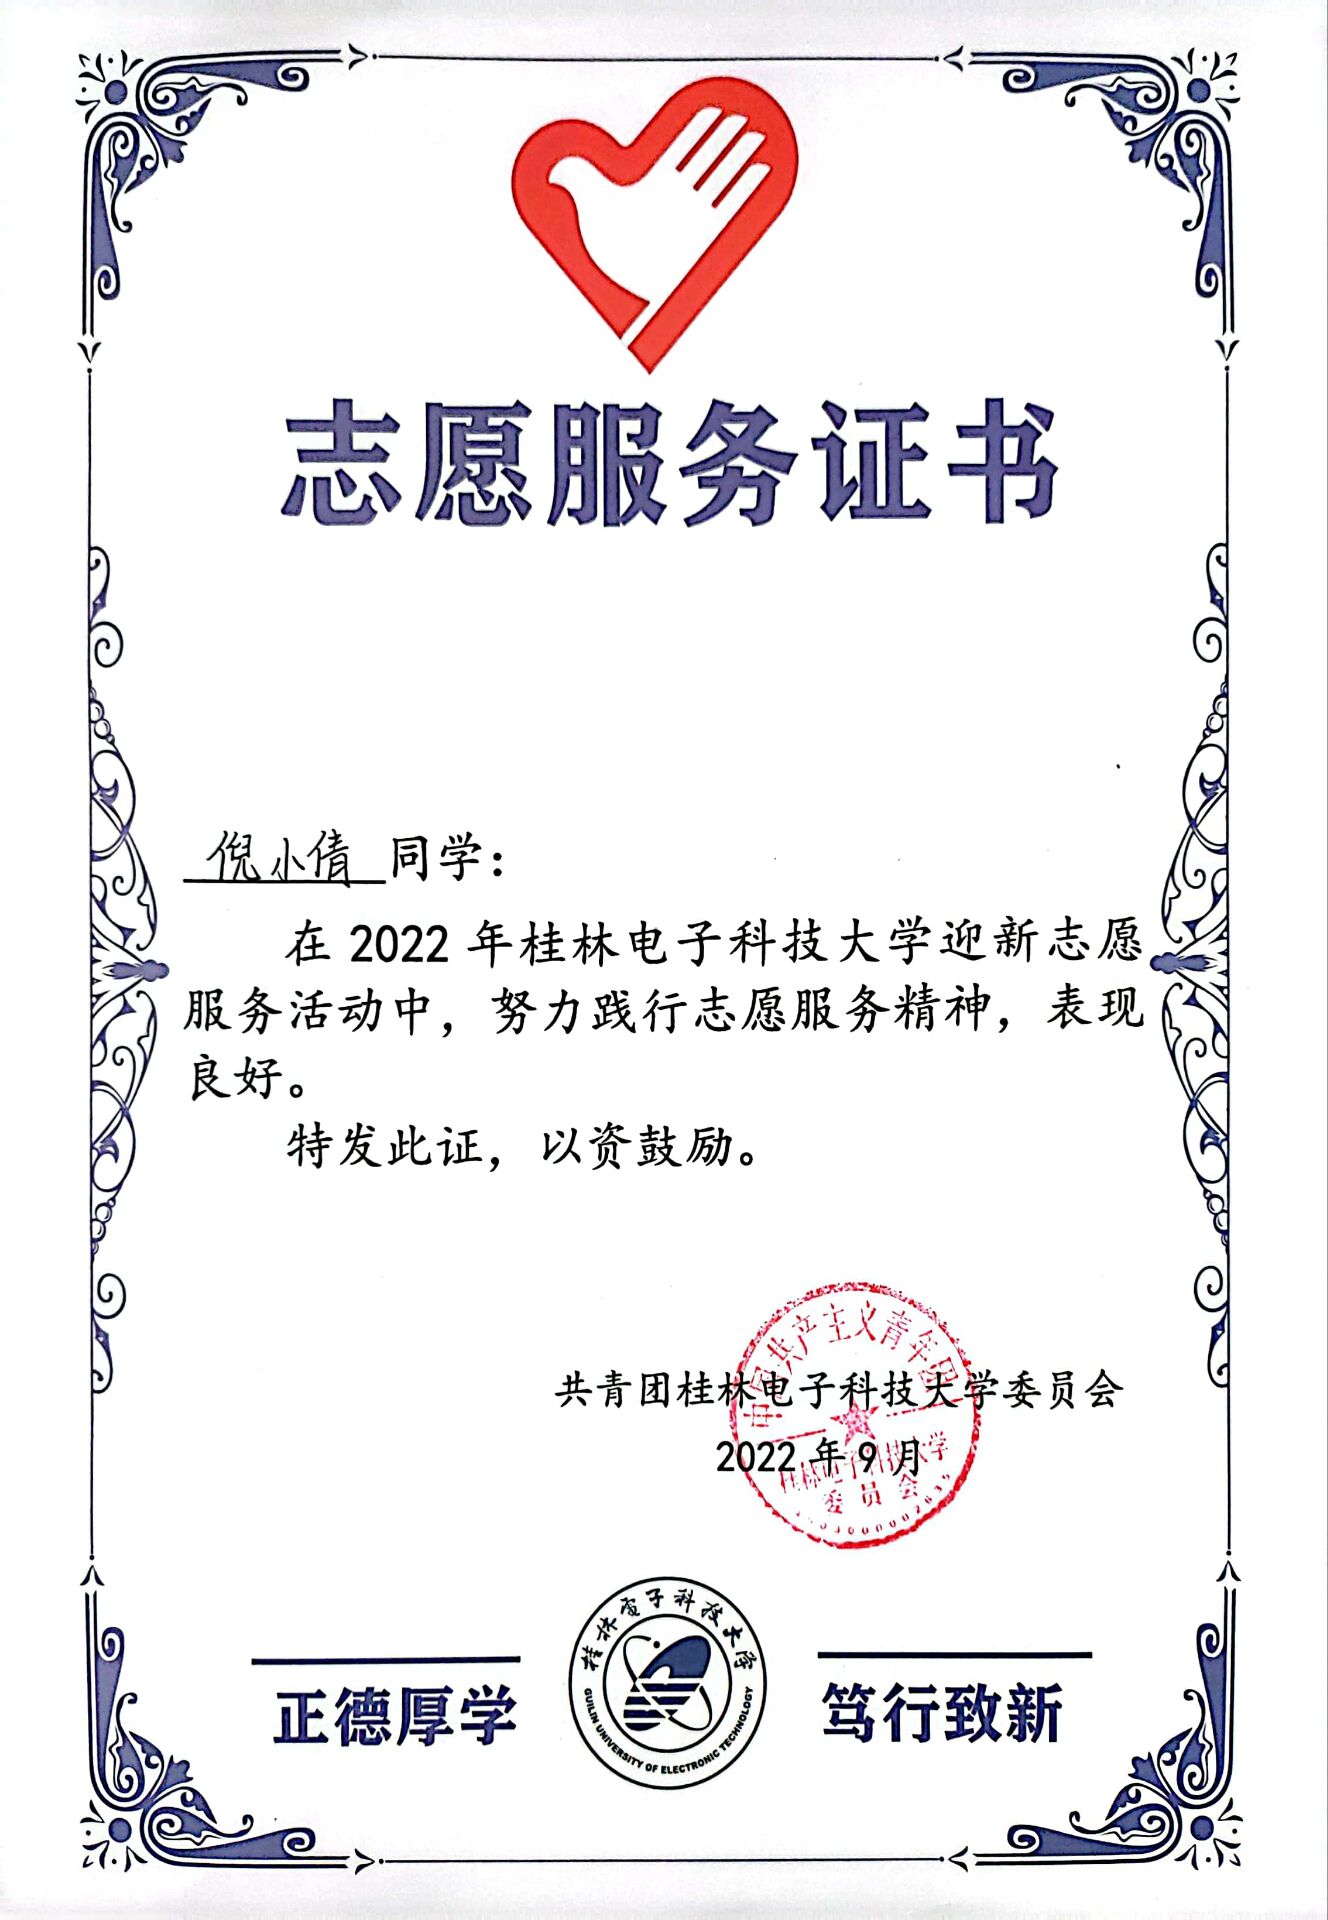 志愿服务证书
倪小倩同学：
在 2022 年桂林电子科技大学迎新志愿
服务活动中，努力践行志愿服务精神，表现
良好。
特发此证，以资鼓励。
中国共产主义青年团
共青团桂林电子科技大学委员会
2022 年 9 月
桂林电子科技大学
委员会
桂林電子科技大学
GUILIN UNIVERSITY OF ELECTRONIC TECHNOLOGY
正德厚学
笃行致新